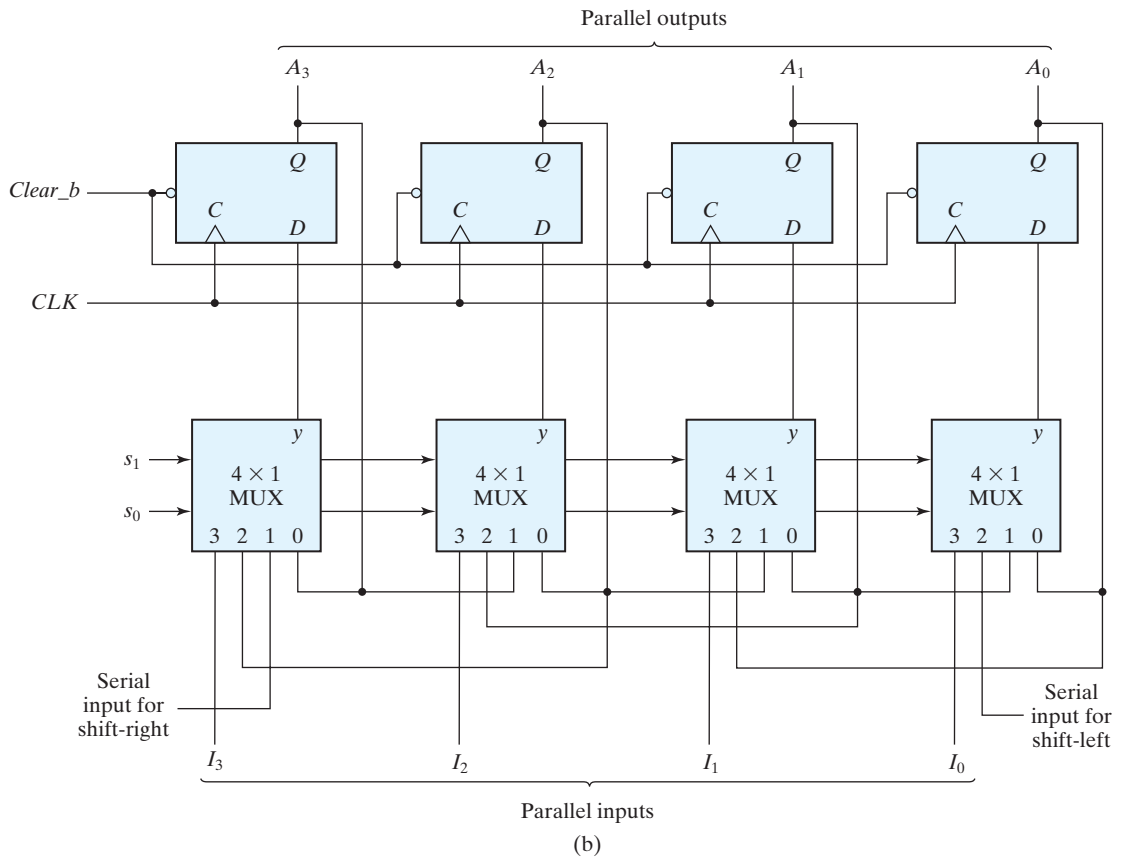 Parallel outputs
A3 A2 A1 A0
Q Q Q Q
Clear_b
C C C C
D D D D
CLK
y y y y
s1
4 × 1 4 × 1 4 × 1 4 × 1
MUX MUX MUX MUX
s0
3 2 1 0 3 2 1 0 3 2 1 0 3 2 1 0
Serial
input for
shift-right
Serial
input for
shift-left
I3 I2 I1 I0
Parallel inputs
(b)